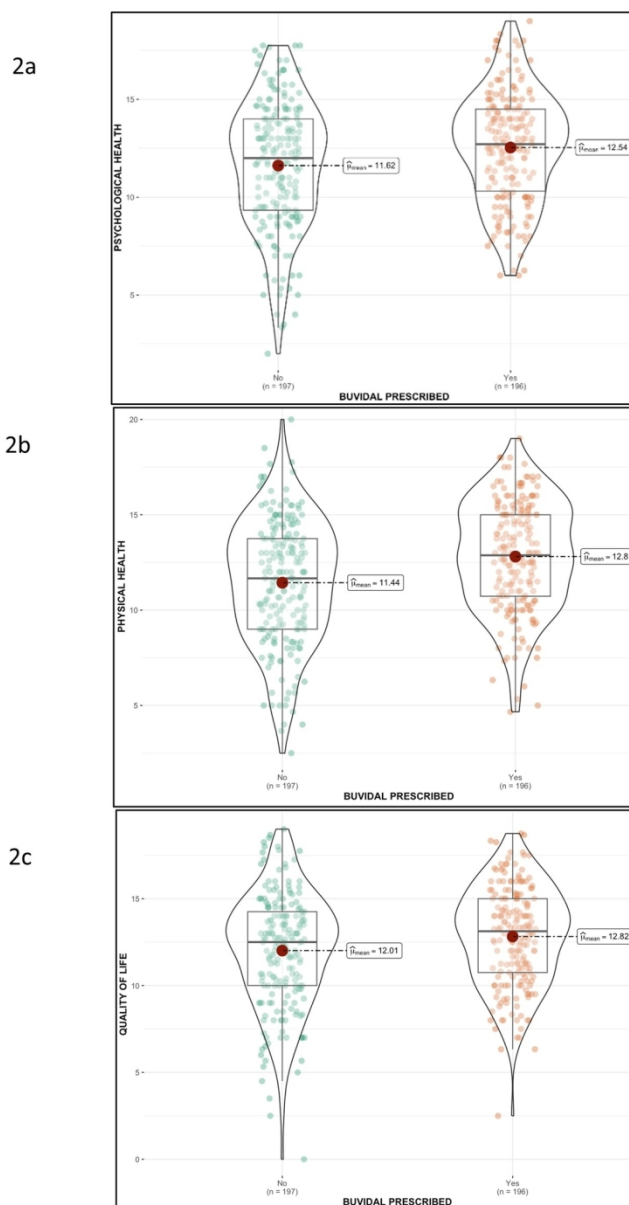 2a
PSYCHOLOGICAL HEALTH
15
10
5
μ̂mean = 11.62
μ̂mean = 12.54
No
(n = 197)
Yes
(n = 196)
BUVIDAL PRESCRIBED
2b
PHYSICAL HEALTH
20
15
10
5
μ̂mean = 11.44
μ̂mean = 12.8
No
(n = 197)
Yes
(n = 196)
BUVIDAL PRESCRIBED
2c
QUALITY OF LIFE
15
10
5
0
μ̂mean = 12.01
μ̂mean = 12.82
No
(n = 197)
Yes
(n = 196)
BUVIDAL PRESCRIBED